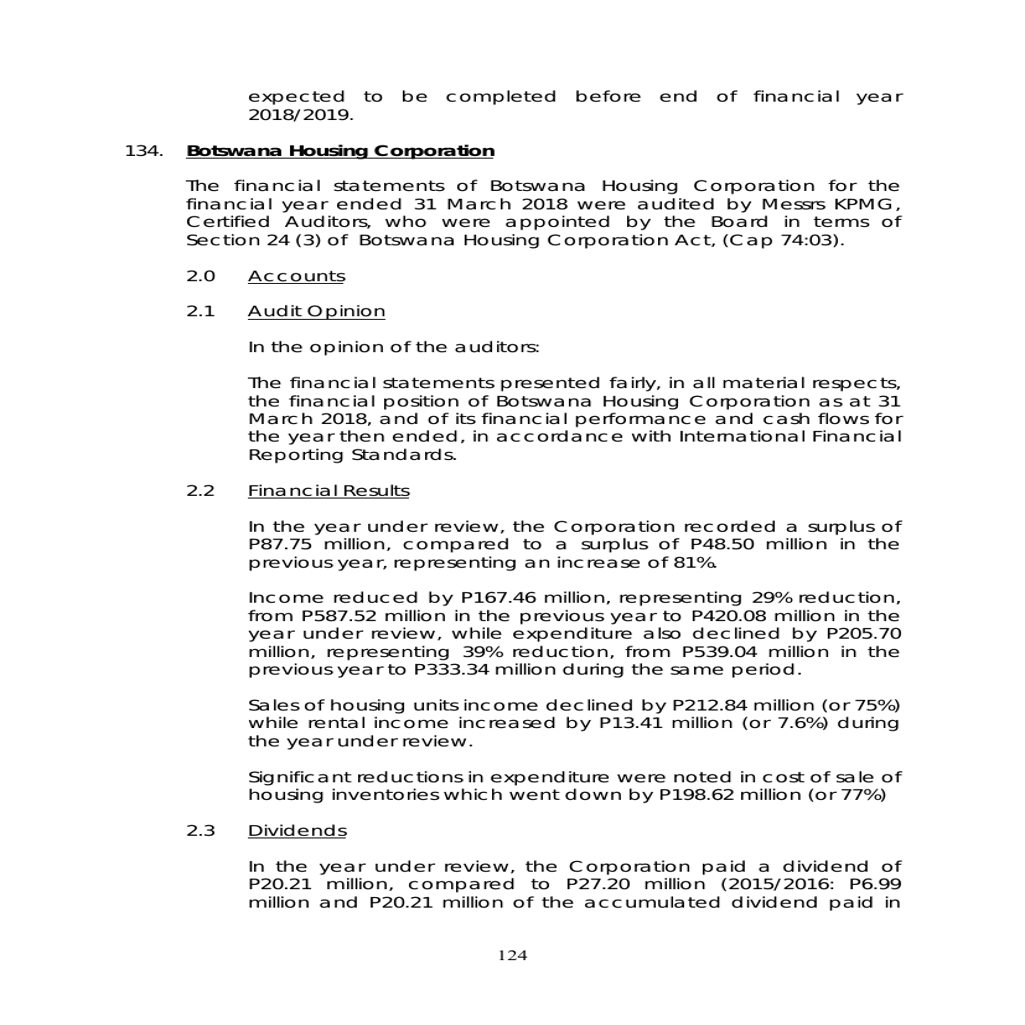 expected to be completed before end of financial year
2018/2019.
134. Botswana Housing Corporation
The financial statements of Botswana Housing Corporation for the
financial year ended 31 March 2018 were audited by Messrs KPMG,
Certified Auditors, who were appointed by the Board in terms of
Section 24 (3) of Botswana Housing Corporation Act, (Cap 74:03).
2.0 Accounts
2.1 Audit Opinion
In the opinion of the auditors:
The financial statements presented fairly, in all material respects,
the financial position of Botswana Housing Corporation as at 31
March 2018, and of its financial performance and cash flows for
the year then ended, in accordance with International Financial
Reporting Standards.
2.2 Financial Results
In the year under review, the Corporation recorded a surplus of
P87.75 million, compared to a surplus of P48.50 million in the
previous year, representing an increase of 81%.
Income reduced by P167.46 million, representing 29% reduction,
from P587.52 million in the previous year to P420.08 million in the
year under review, while expenditure also declined by P205.70
million, representing 39% reduction, from P539.04 million in the
previous year to P333.34 million during the same period.
Sales of housing units income declined by P212.84 million (or 75%)
while rental income increased by P13.41 million (or 7.6%) during
the year under review.
Significant reductions in expenditure were noted in cost of sale of
housing inventories which went down by P198.62 million (or 77%)
2.3 Dividends
In the year under review, the Corporation paid a dividend of
P20.21 million, compared to P27.20 million (2015/2016: P6.99
million and P20.21 million of the accumulated dividend paid in
124